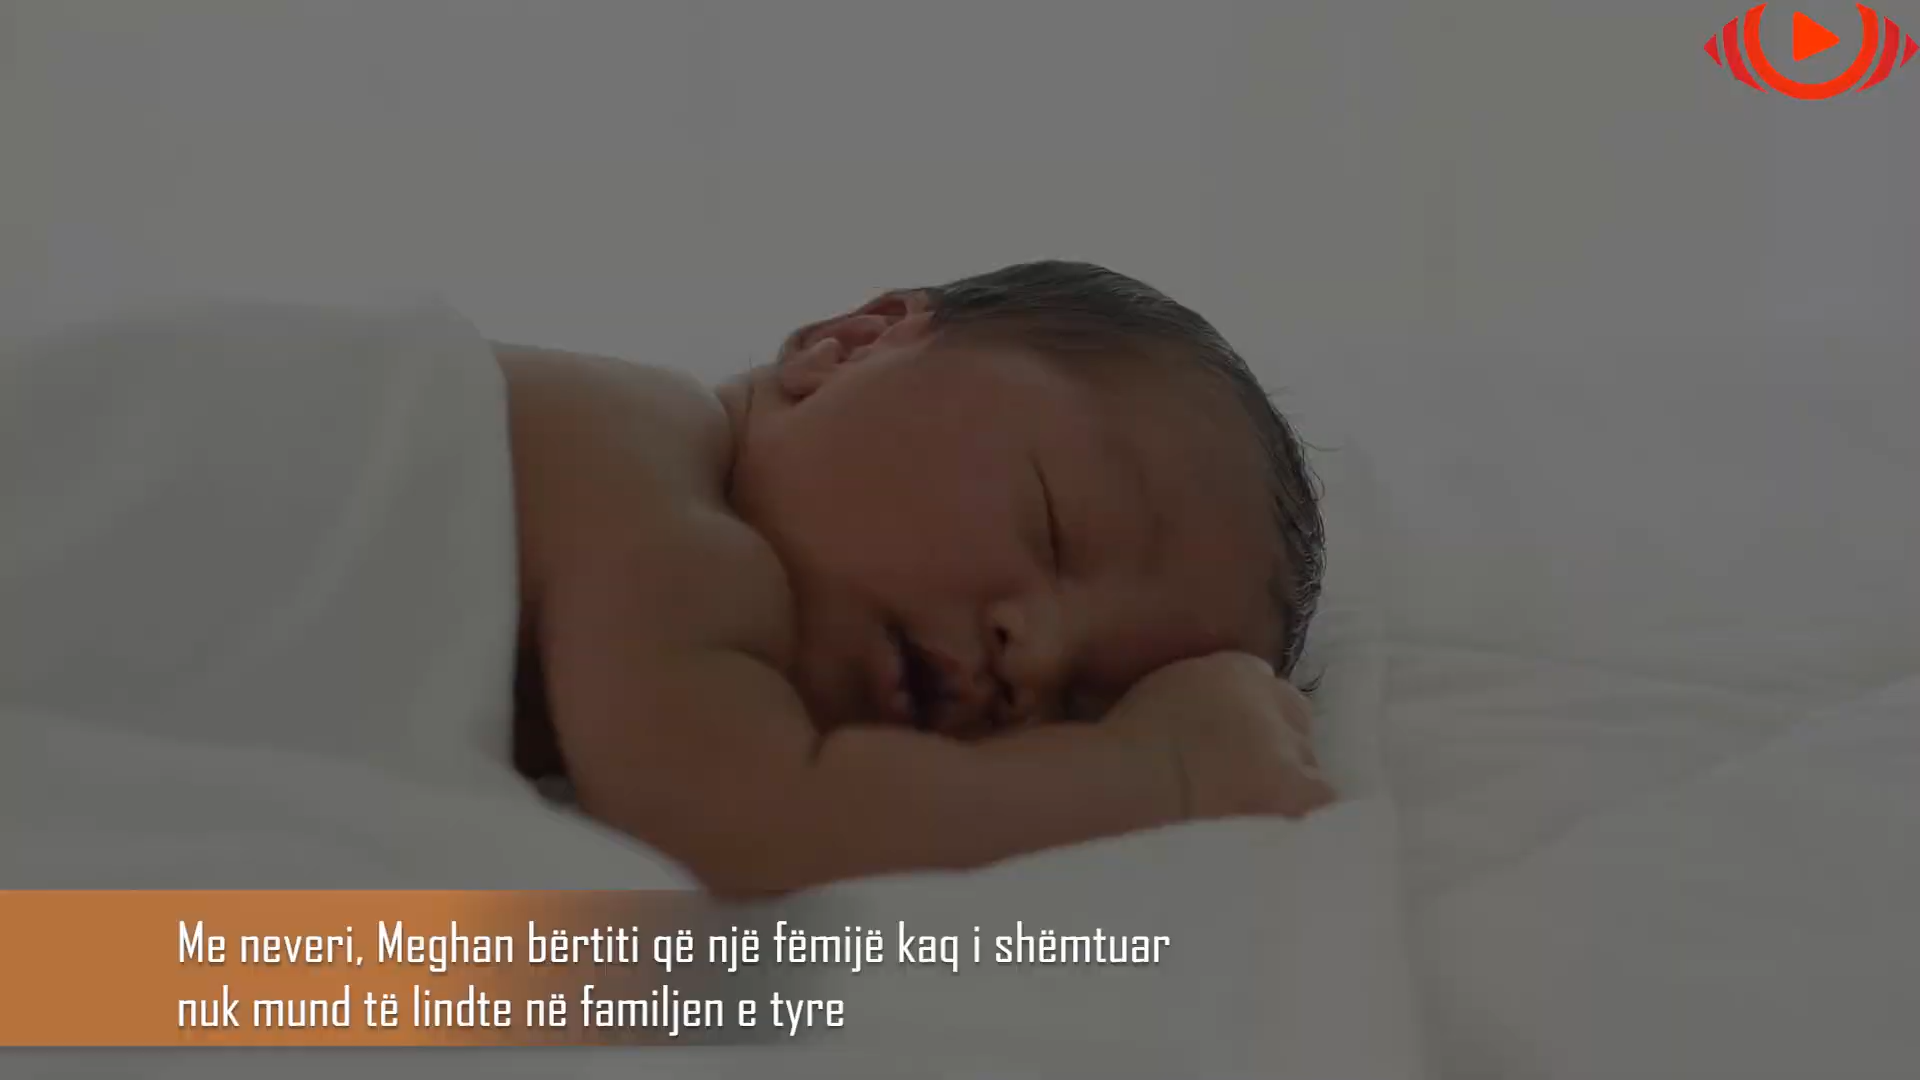 Me neveri, Meghan bërtiti që një fëmijë kaq i shëmtuar
nuk mund të lindte në familjen e tyre